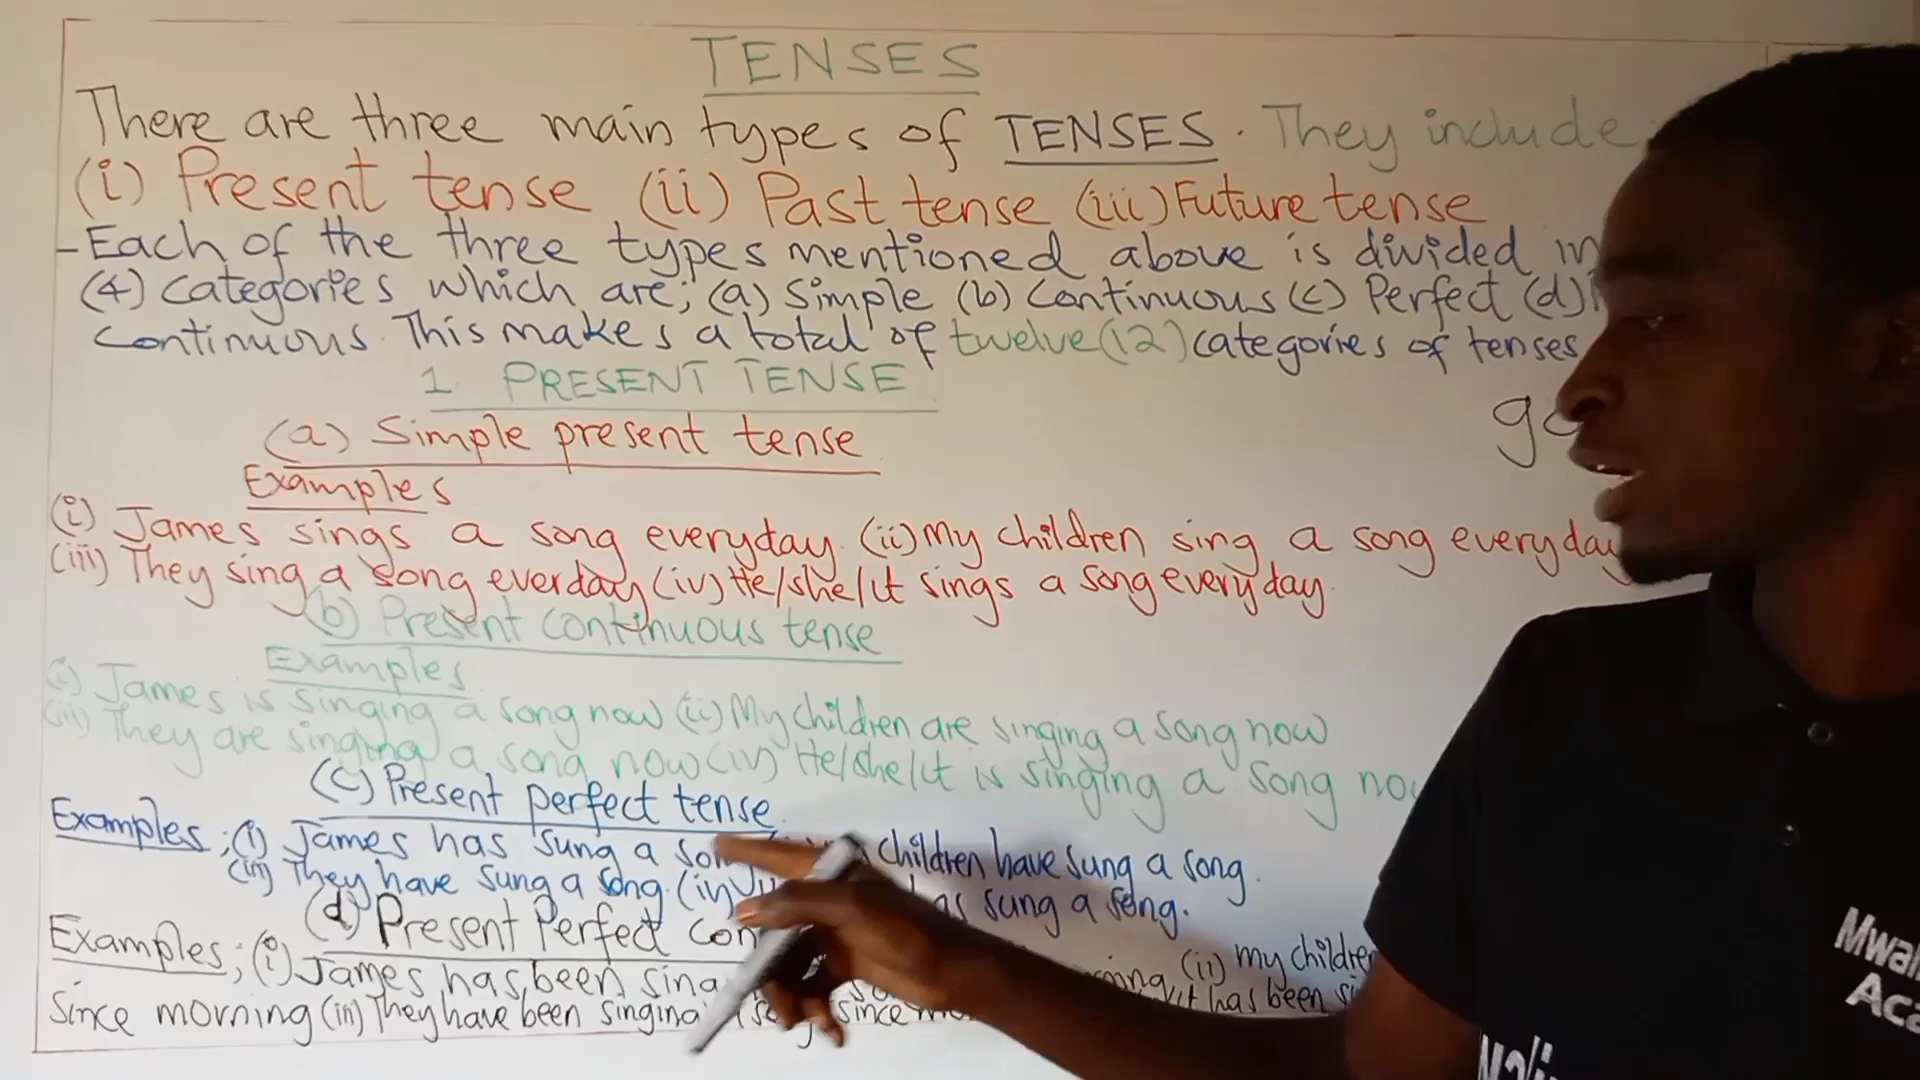 TENSES
There are three main types of TENSES. They include
(i) Present tense (ii) Past tense (iii) Future tense
- Each of the three types mentioned above is divided in
(4) categories which are; (a) Simple (b) Continuous (c) Perfect (d)
Continuous. This makes a total of twelve (12) categories of tenses
1. PRESENT TENSE
(a) Simple present tense
Examples
(i) James sings a song everyday. (ii) My children sing a song everyday
(iii) They sing a song everday (iv) He/she/it sings a song everyday.
(b) Present continuous tense
Examples
(i) James is singing a song now (ii) My children are singing a song now
(iii) They are singing a song now (iv) He/she/it is singing a song now
(c) Present perfect tense.
Examples; (i) James has sung a children have sung a song.
(iii) They have sung a song. (iv) sung a song.
(d) Present Perfect
Examples; (i) James has been (ii) my children
since morning (iii) They have been since it has been
Mwal
Aca